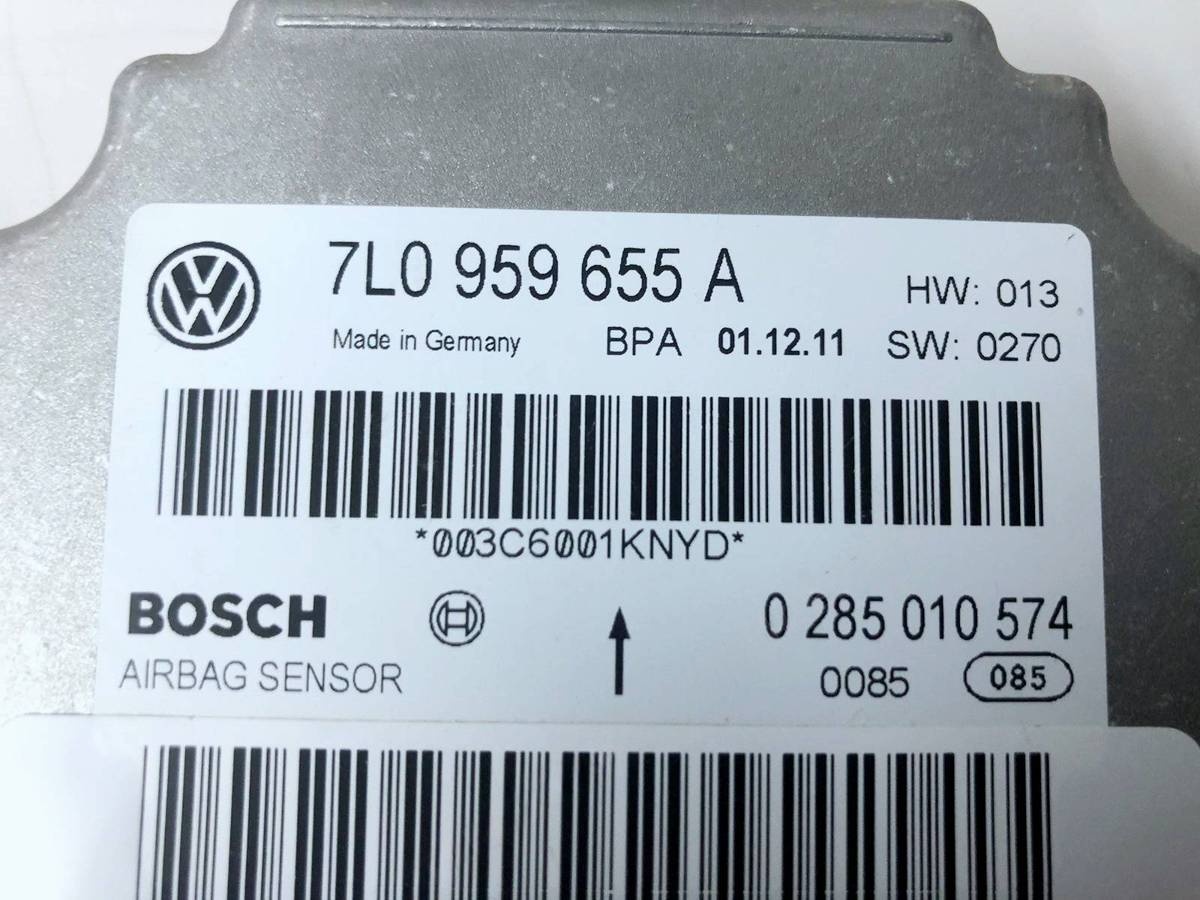 7L0 959 655 A
HW: 013
Made in Germany BPA 01.12.11 SW: 0270
*003C6001KNYD*
BOSCH 0 285 010 574
AIRBAG SENSOR 0085 085